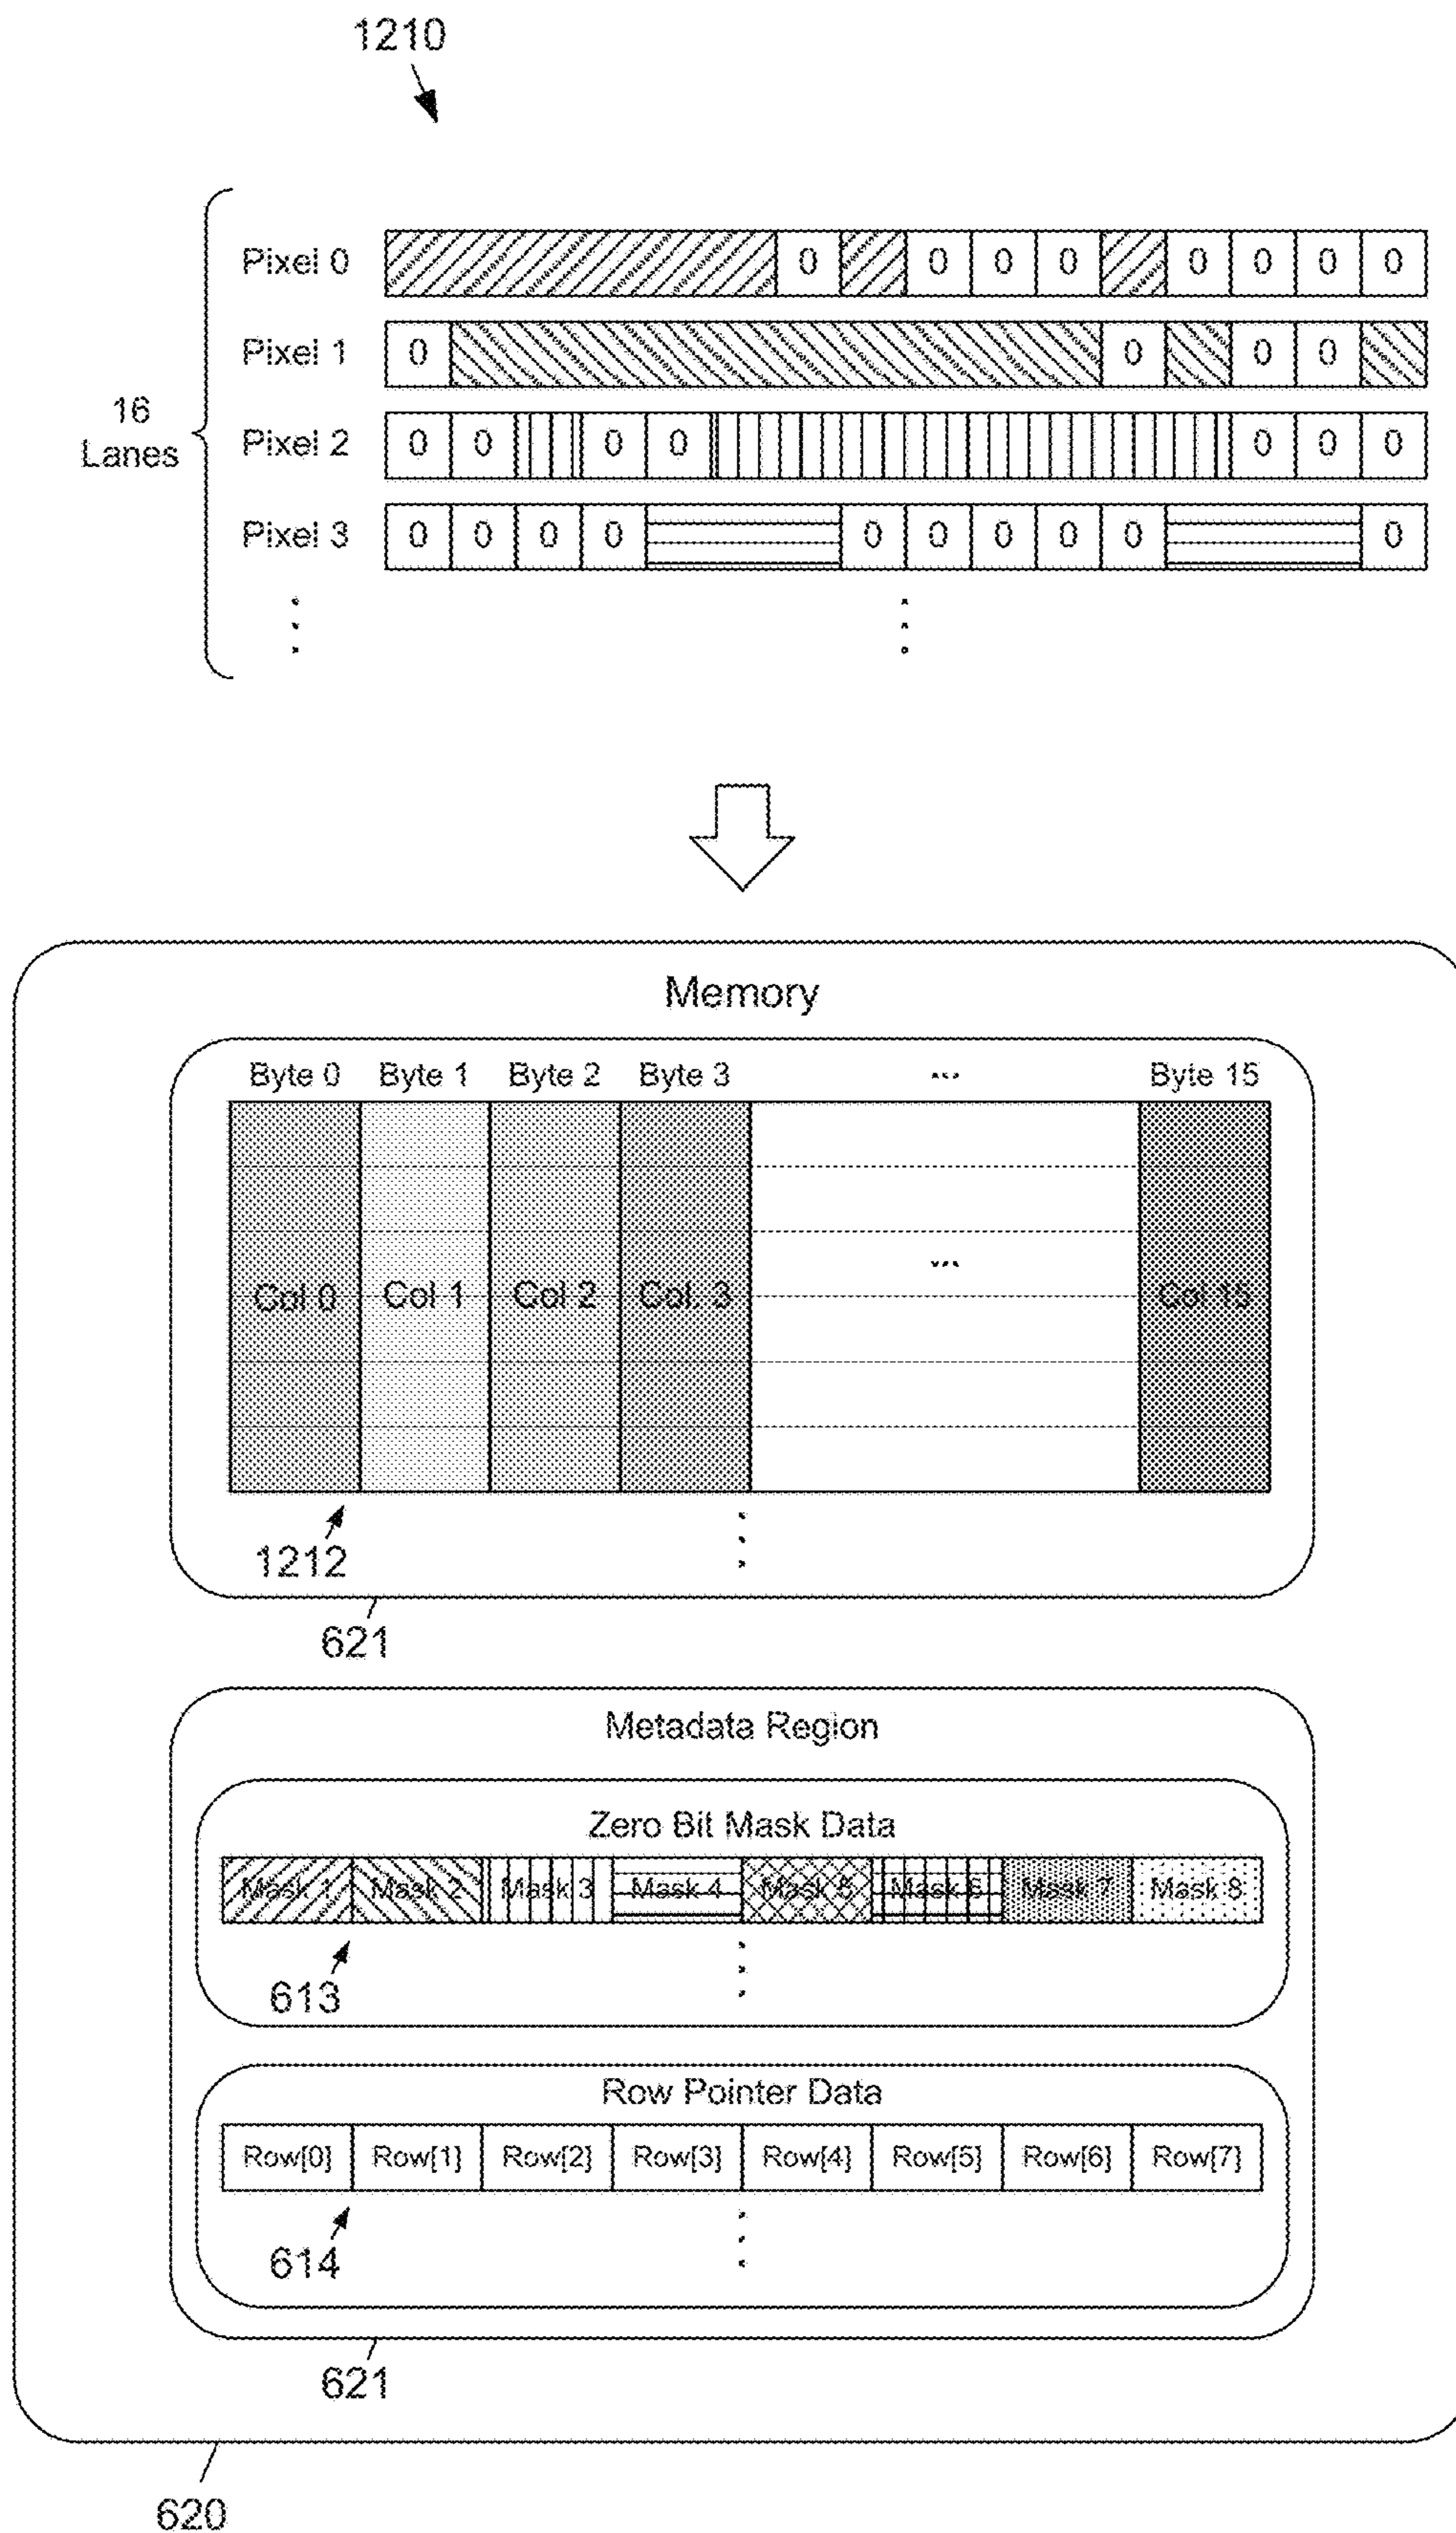 1210
Pixel 0 0 0 0 0 0 0 0 0
Pixel 1 0 0 0 0
16
Lanes
Pixel 2 0 0 0 0 0 0 0
Pixel 3 0 0 0 0 0 0 0 0 0 0
Memory
Byte 0 Byte 1 Byte 2 Byte 3 ... Byte 15
Col 0 Col 1 Col 2 Col. 3 ... Col 15
1212
621
Metadata Region
Zero Bit Mask Data
Mask 1 Mask 2 Mask 3 Mask 4 Mask 5 Mask 6 Mask 7 Mask 8
613
Row Pointer Data
Row[0] Row[1] Row[2] Row[3] Row[4] Row[5] Row[6] Row[7]
614
621
620